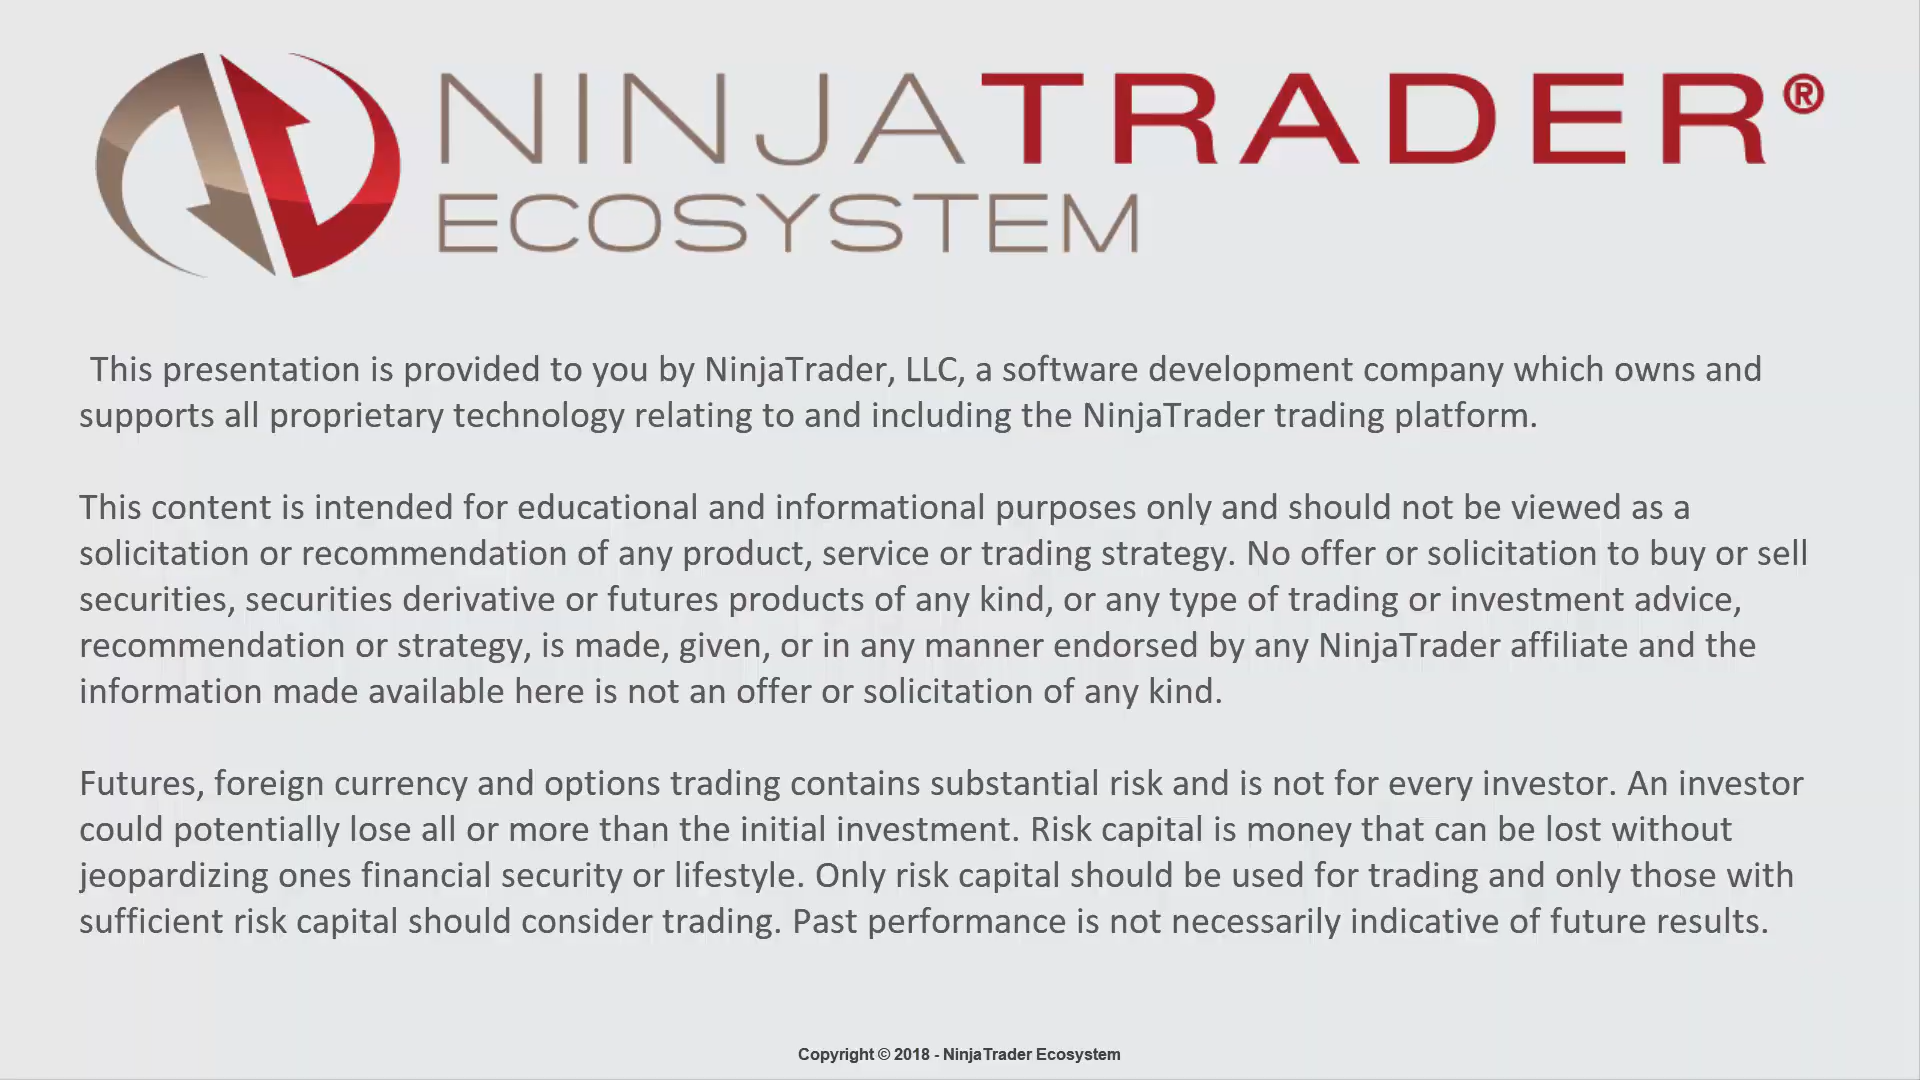 NINJATRADER®
ECOSYSTEM
This presentation is provided to you by NinjaTrader, LLC, a software development company which owns and
supports all proprietary technology relating to and including the NinjaTrader trading platform.
This content is intended for educational and informational purposes only and should not be viewed as a
solicitation or recommendation of any product, service or trading strategy. No offer or solicitation to buy or sell
securities, securities derivative or futures products of any kind, or any type of trading or investment advice,
recommendation or strategy, is made, given, or in any manner endorsed by any NinjaTrader affiliate and the
information made available here is not an offer or solicitation of any kind.
Futures, foreign currency and options trading contains substantial risk and is not for every investor. An investor
could potentially lose all or more than the initial investment. Risk capital is money that can be lost without
jeopardizing ones financial security or lifestyle. Only risk capital should be used for trading and only those with
sufficient risk capital should consider trading. Past performance is not necessarily indicative of future results.
Copyright © 2018 - NinjaTrader Ecosystem